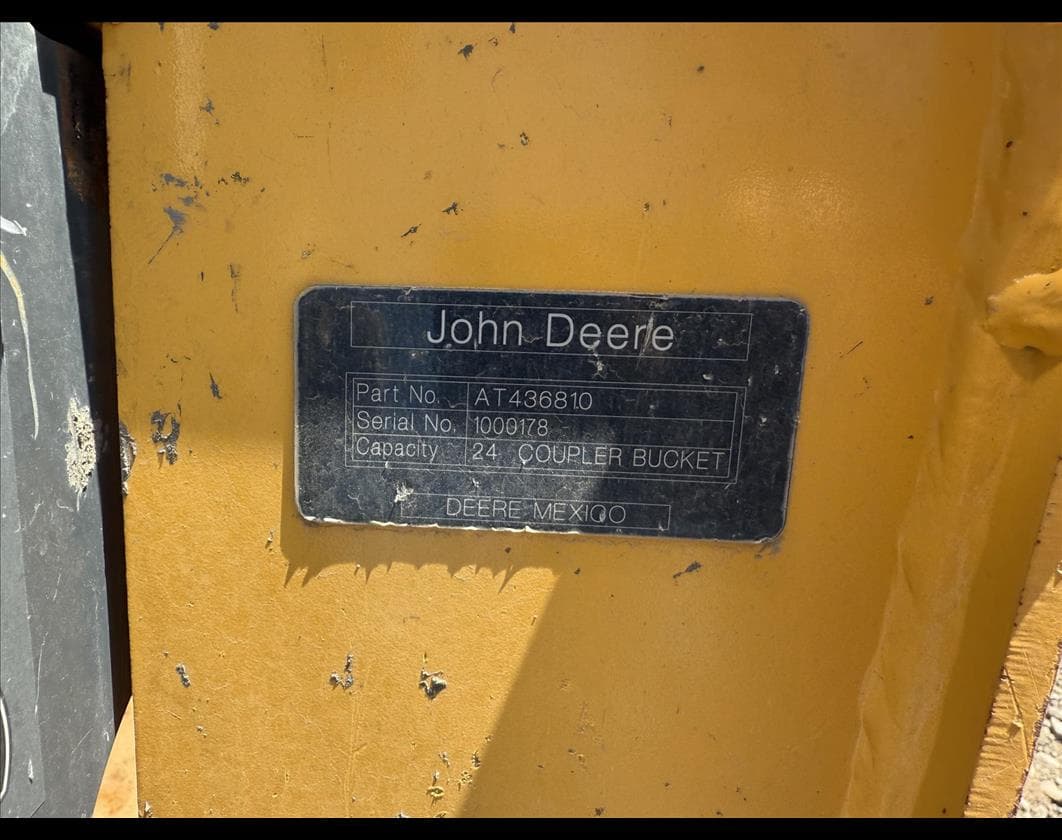 John Deere
Part No. AT436810
Serial No. 1000178
Capacity 24 COUPLER BUCKET
DEERE MEXICO